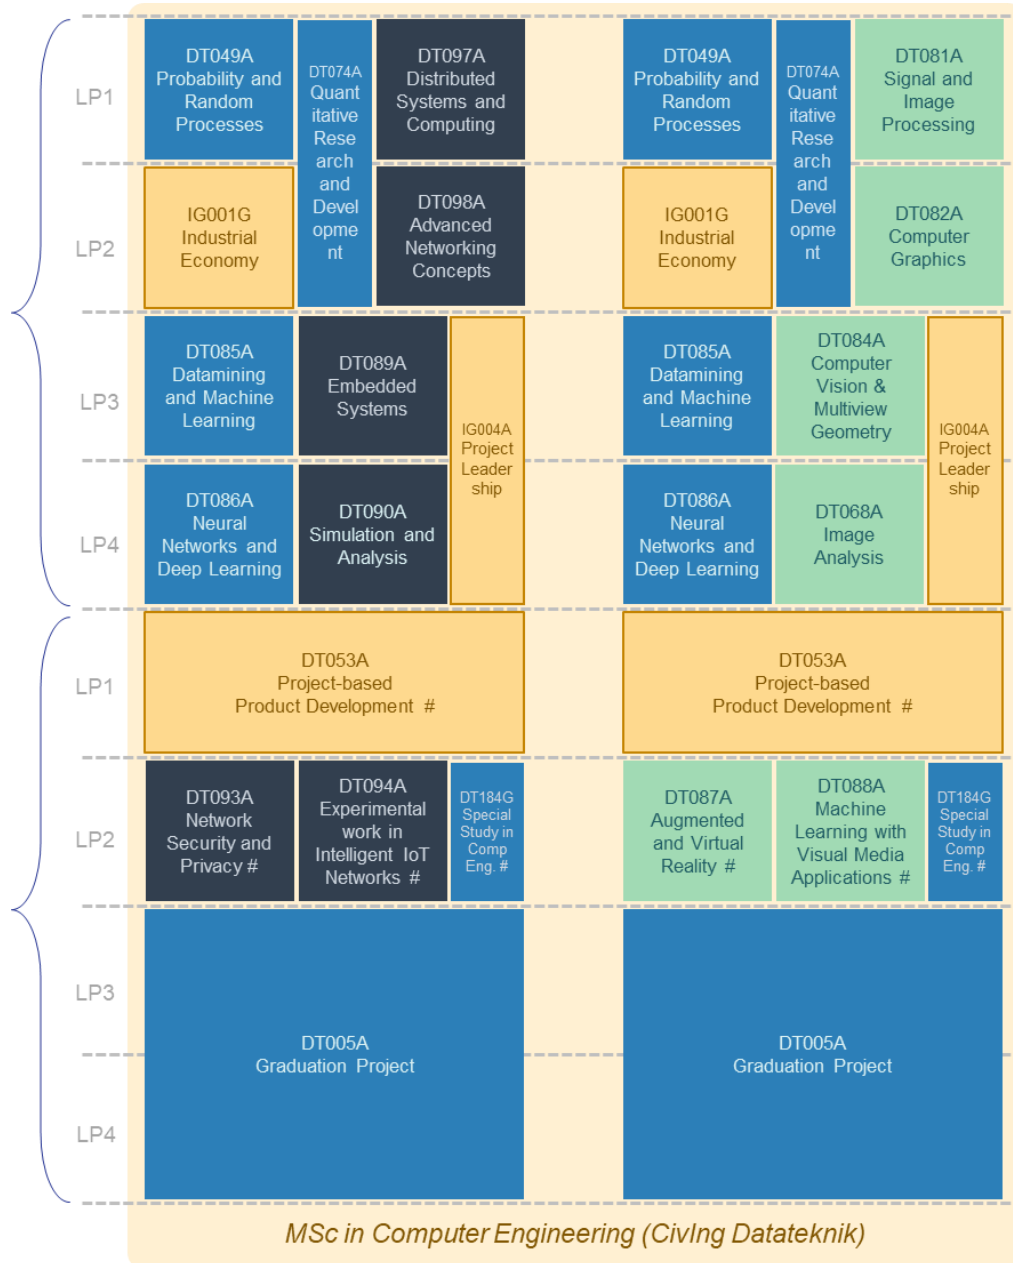 LP1
DT049A
Probability and
Random
Processes
DT074A
Quant
itative
Rese
arch
and
Devel
opme
nt
DT097A
Distributed
Systems and
Computing
DT049A
Probability and
Random
Processes
DT074A
Quant
itative
Rese
arch
and
Devel
opme
nt
DT081A
Signal and
Image
Processing
LP2
IG001G
Industrial
Economy
DT098A
Advanced
Networking
Concepts
IG001G
Industrial
Economy
DT082A
Computer
Graphics
LP3
DT085A
Datamining
and Machine
Learning
DT089A
Embedded
Systems
IG004A
Project
Leader
ship
DT085A
Datamining
and Machine
Learning
DT084A
Computer
Vision &
Multiview
Geometry
IG004A
Project
Leader
ship
LP4
DT086A
Neural
Networks and
Deep Learning
DT090A
Simulation and
Analysis
DT086A
Neural
Networks and
Deep Learning
DT068A
Image
Analysis
LP1
DT053A
Project-based
Product Development #
DT053A
Project-based
Product Development #
LP2
DT093A
Network
Security and
Privacy #
DT094A
Experimental
work in
Intelligent IoT
Networks #
DT184G
Special
Study in
Comp
Eng. #
DT087A
Augmented
and Virtual
Reality #
DT088A
Machine
Learning with
Visual Media
Applications #
DT184G
Special
Study in
Comp
Eng. #
LP3
DT005A
Graduation Project
DT005A
Graduation Project
LP4
MSc in Computer Engineering (CivIng Datateknik)